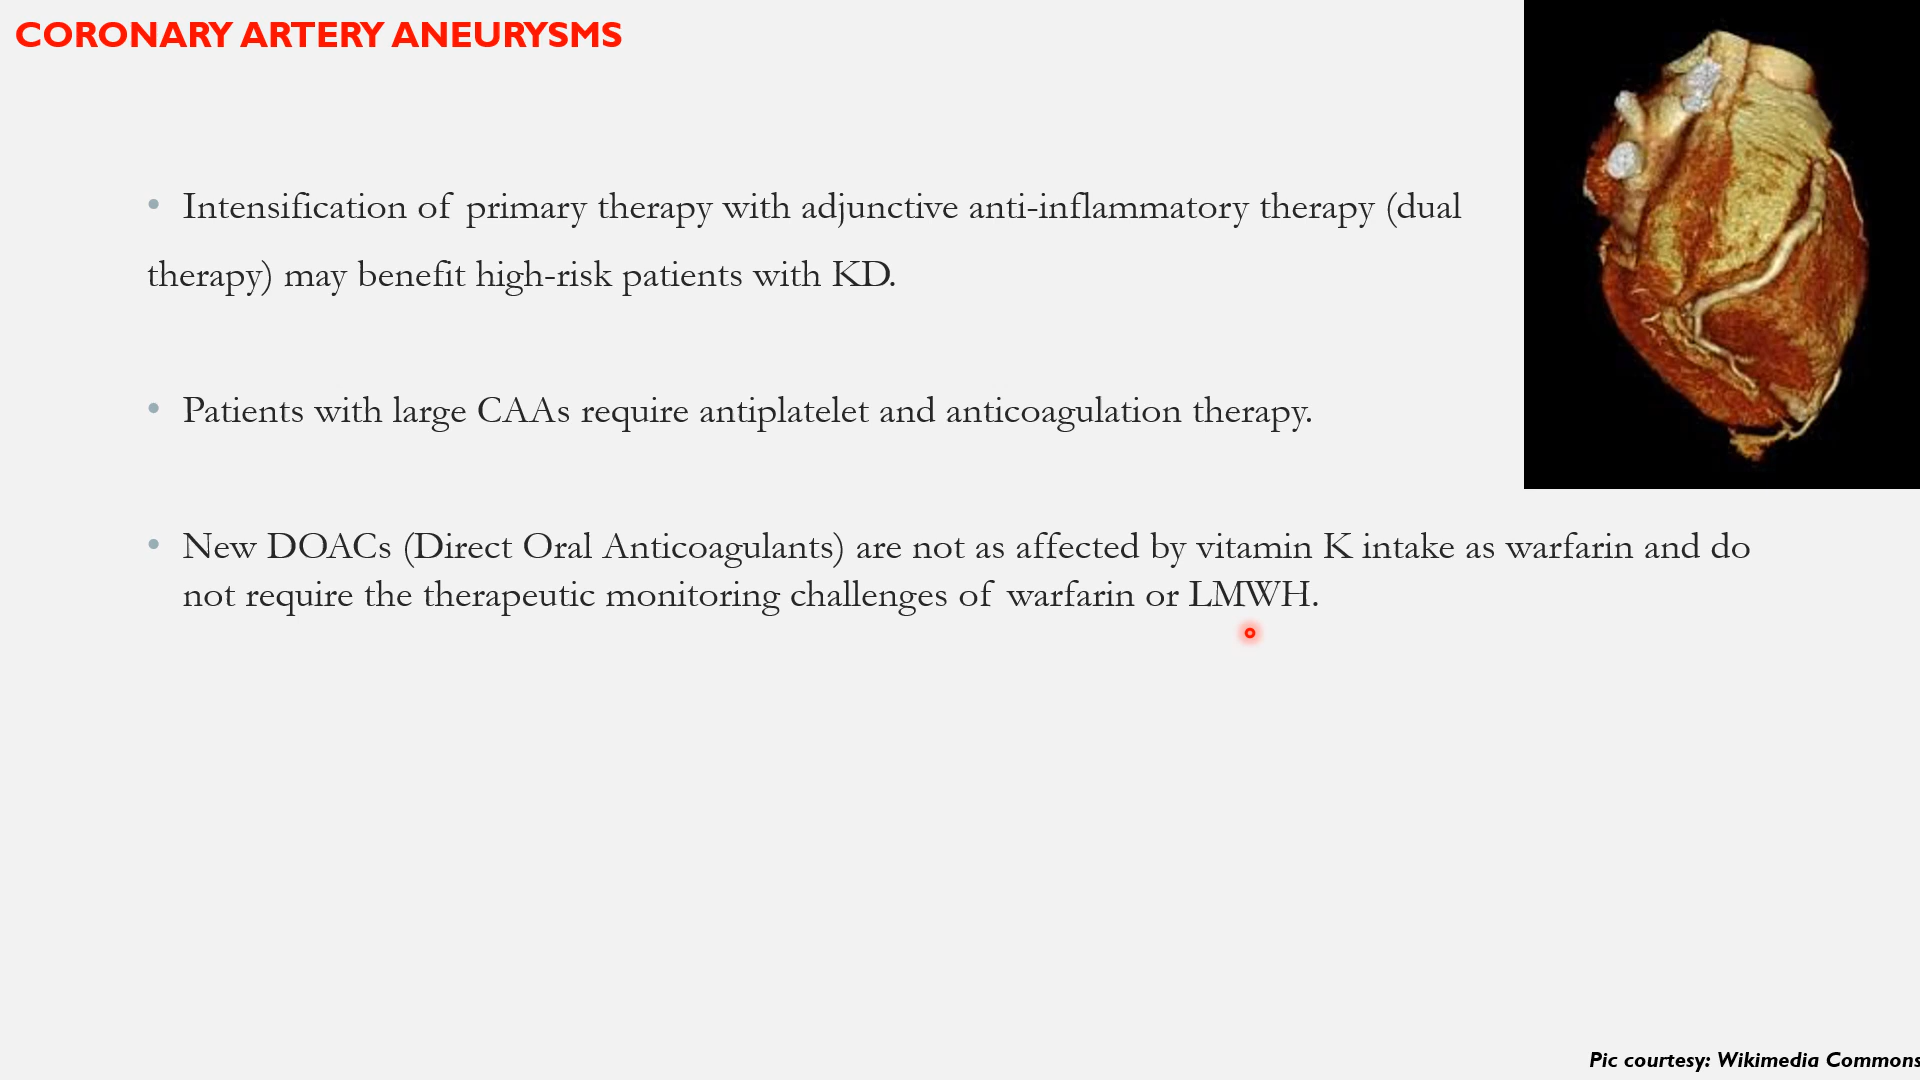 CORONARY ARTERY ANEURYSMS
• Intensification of primary therapy with adjunctive anti-inflammatory therapy (dual
therapy) may benefit high-risk patients with KD.
• Patients with large CAAs require antiplatelet and anticoagulation therapy.
• New DOACs (Direct Oral Anticoagulants) are not as affected by vitamin K intake as warfarin and do
not require the therapeutic monitoring challenges of warfarin or LMWH.
Pic courtesy: Wikimedia Commons